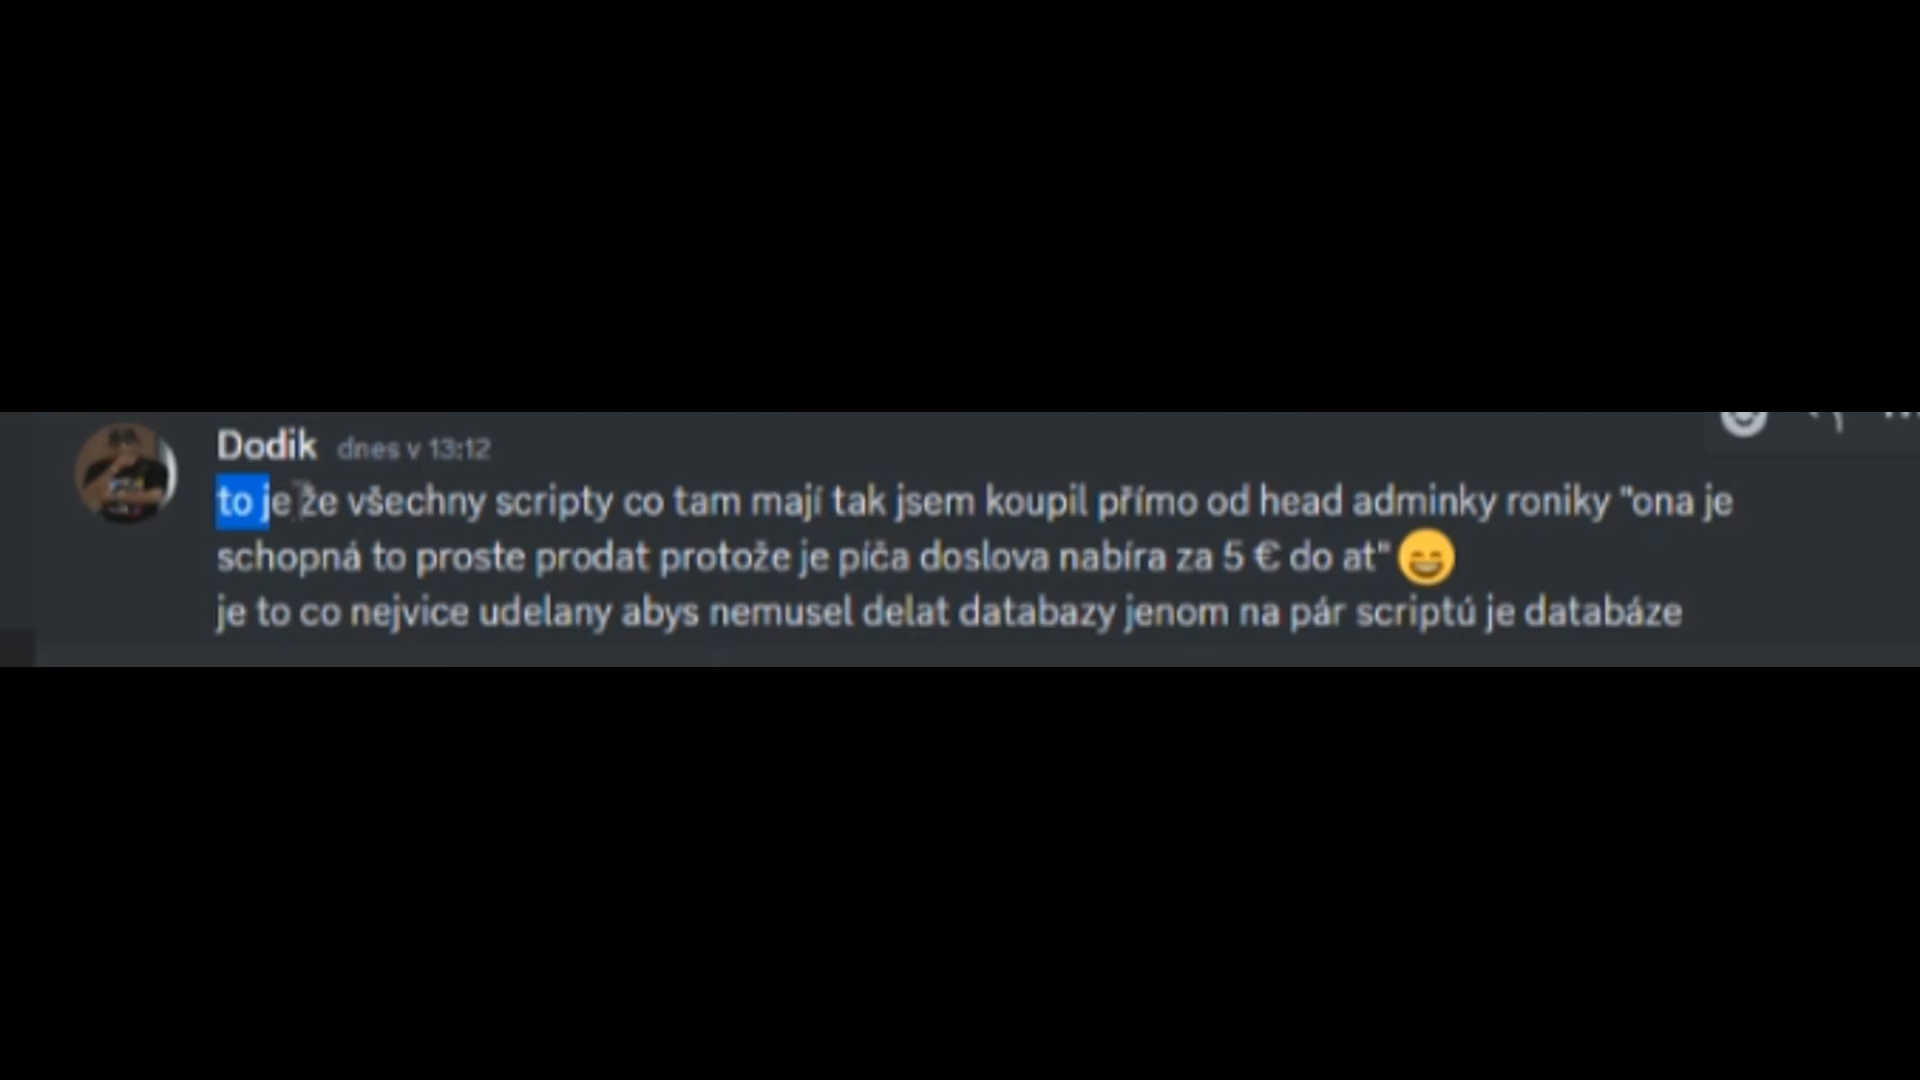 Dodik dnes v 13:12
to je že všechny scripty co tam mají tak jsem koupil přímo od head adminky roniky "ona je
schopná to proste prodat protože je píča doslova nabíra za 5 € do at" 😄
je to co nejvice udelany abys nemusel delat databazy jenom na pár scriptú je databáze